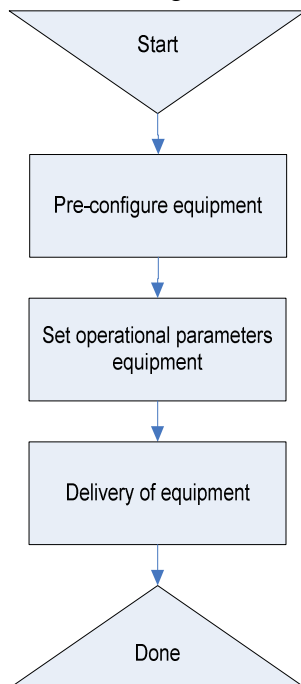 Start
Pre-configure equipment
Set operational parameters
equipment
Delivery of equipment
Done